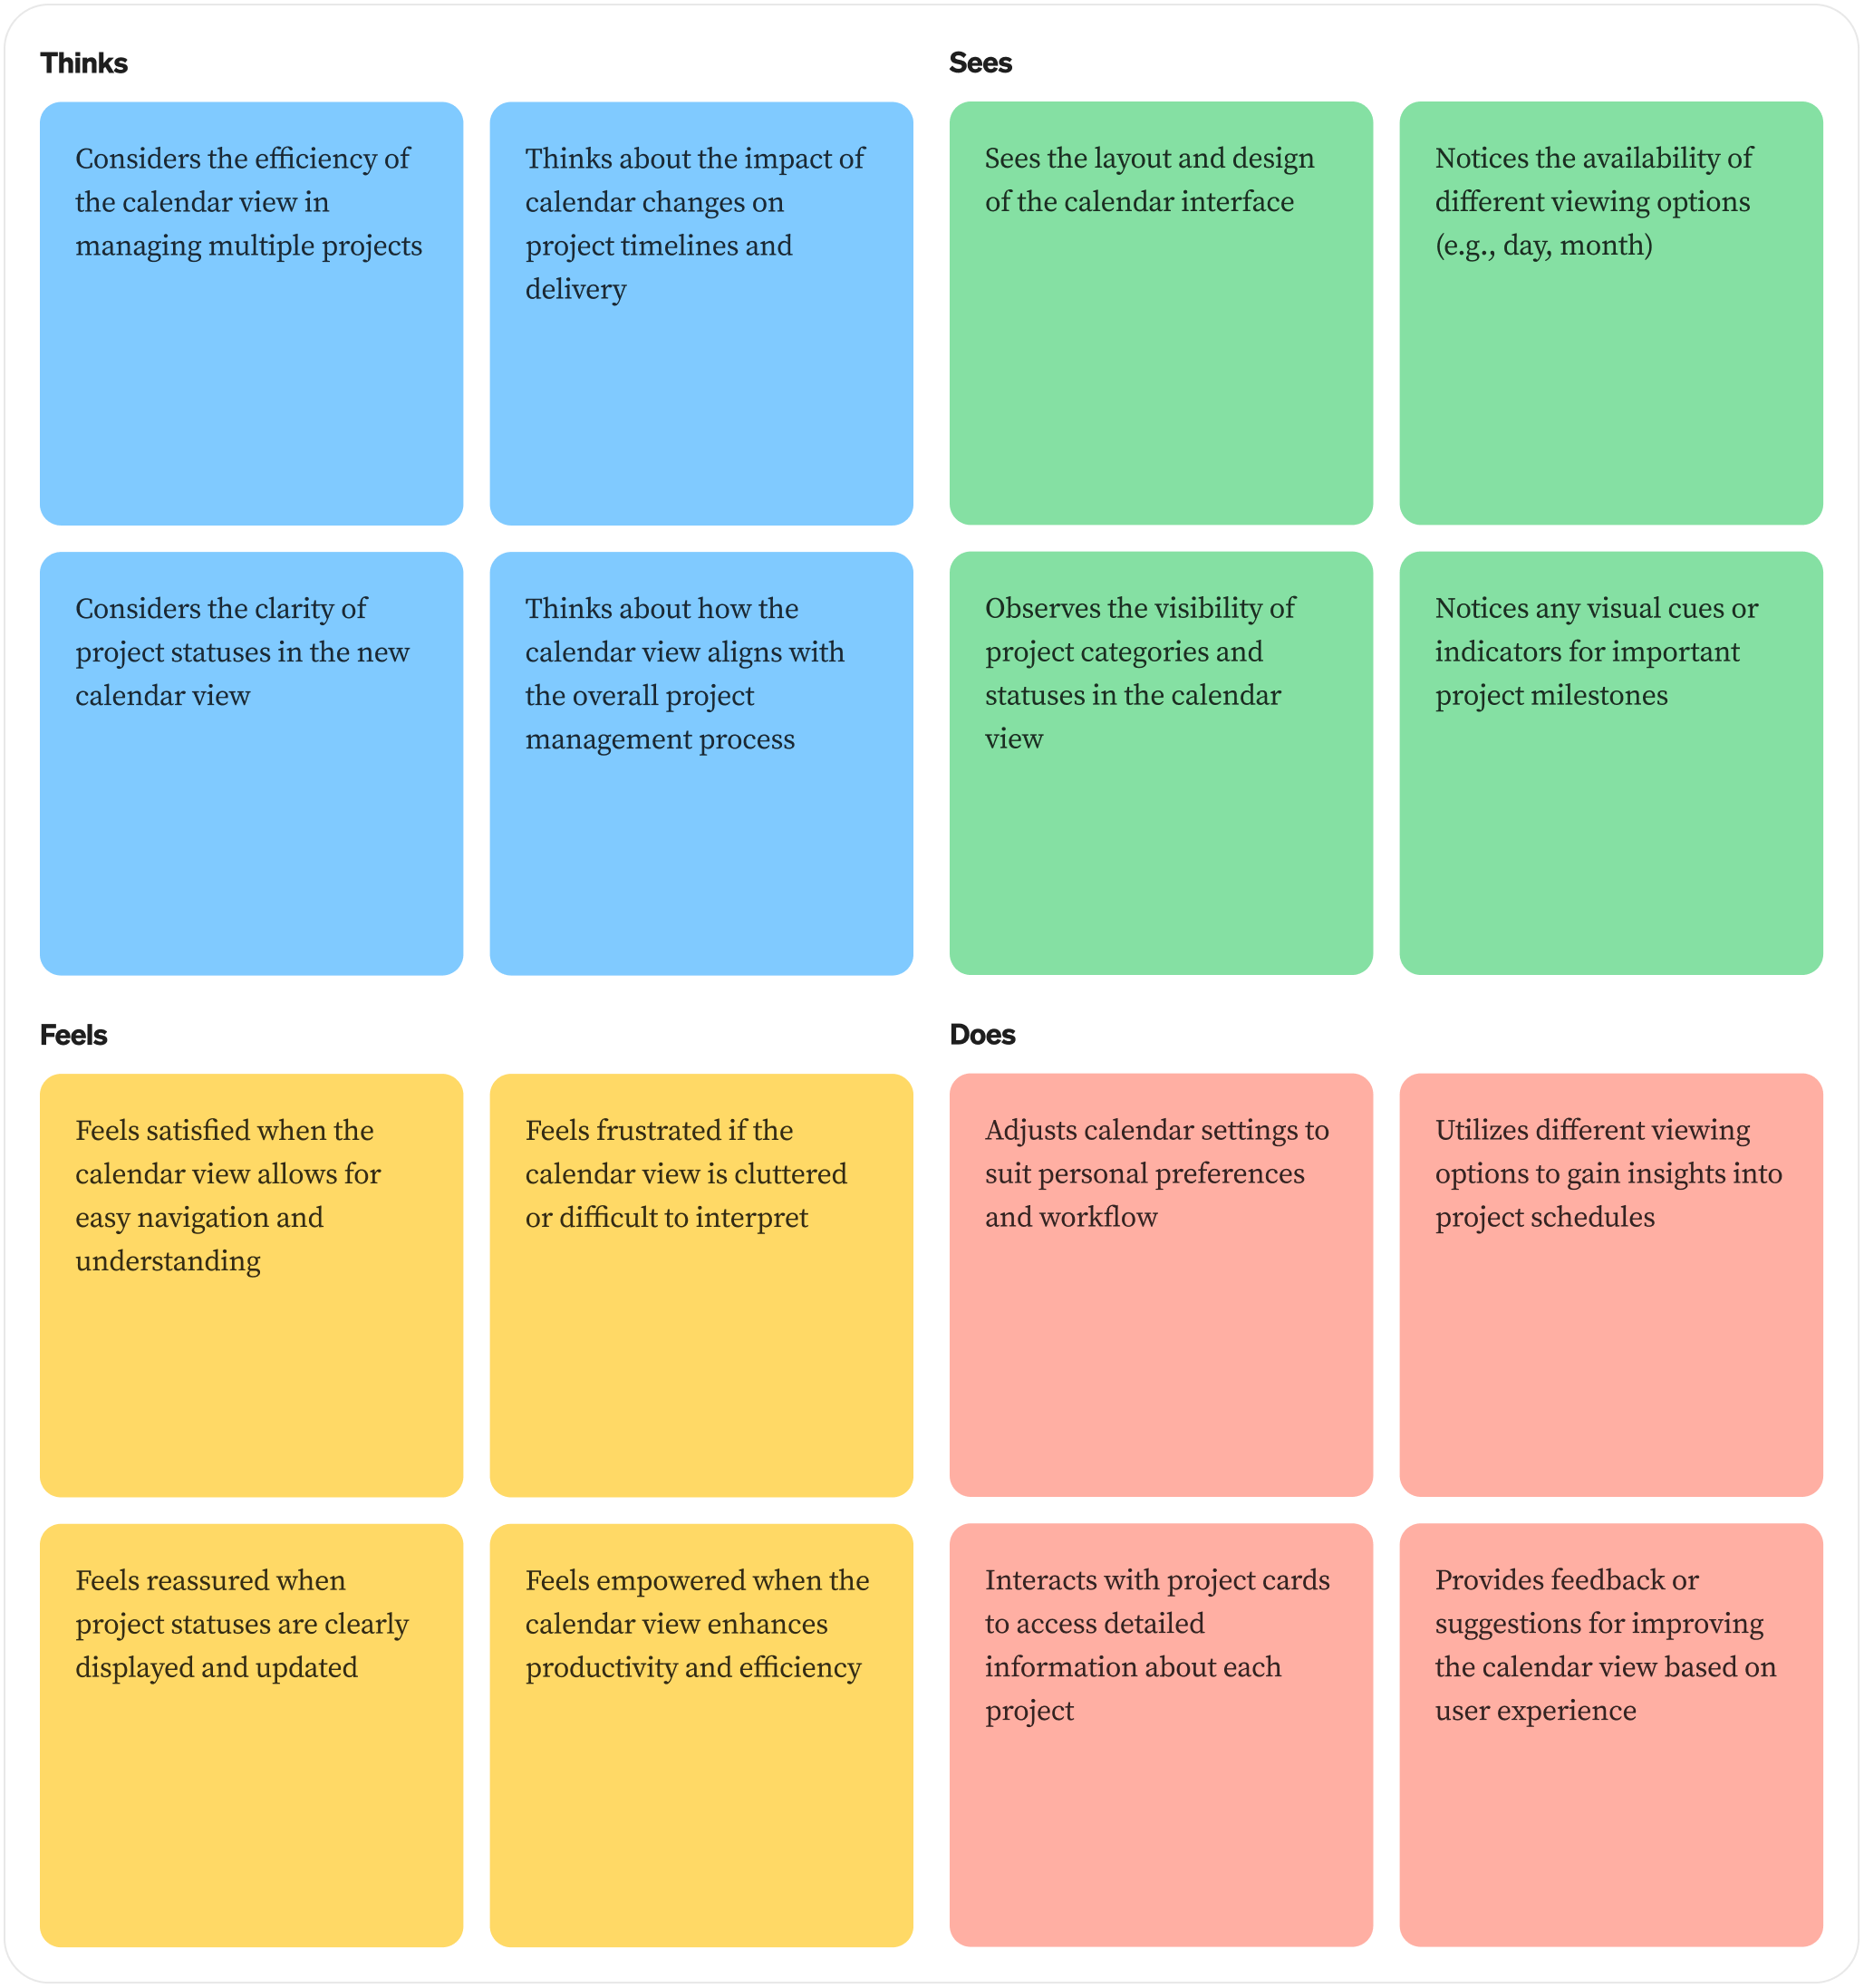 Thinks
Considers the efficiency of
the calendar view in
managing multiple projects
Thinks about the impact of
calendar changes on
project timelines and
delivery
Considers the clarity of
project statuses in the new
calendar view
Thinks about how the
calendar view aligns with
the overall project
management process
Sees
Sees the layout and design
of the calendar interface
Notices the availability of
different viewing options
(e.g., day, month)
Observes the visibility of
project categories and
statuses in the calendar
view
Notices any visual cues or
indicators for important
project milestones
Feels
Feels satisfied when the
calendar view allows for
easy navigation and
understanding
Feels frustrated if the
calendar view is cluttered
or difficult to interpret
Feels reassured when
project statuses are clearly
displayed and updated
Feels empowered when the
calendar view enhances
productivity and efficiency
Does
Adjusts calendar settings to
suit personal preferences
and workflow
Utilizes different viewing
options to gain insights into
project schedules
Interacts with project cards
to access detailed
information about each
project
Provides feedback or
suggestions for improving
the calendar view based on
user experience